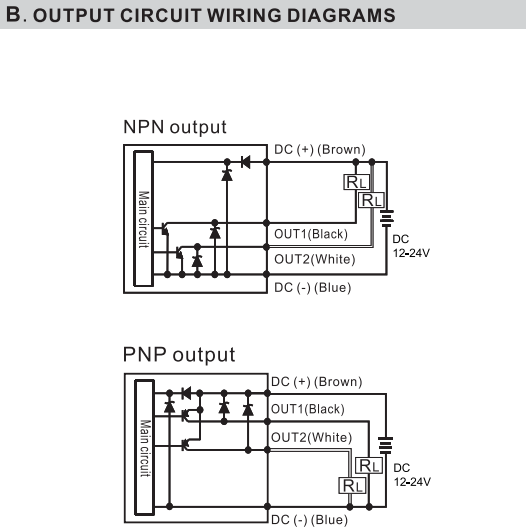 B. OUTPUT CIRCUIT WIRING DIAGRAMS
NPN output
DC (+) (Brown)
RL
RL
Main circuit
OUT1(Black)
DC
12-24V
OUT2(White)
DC (-) (Blue)
PNP output
DC (+) (Brown)
OUT1(Black)
Main circuit
OUT2(White)
RL
DC
12-24V
RL
DC (-) (Blue)